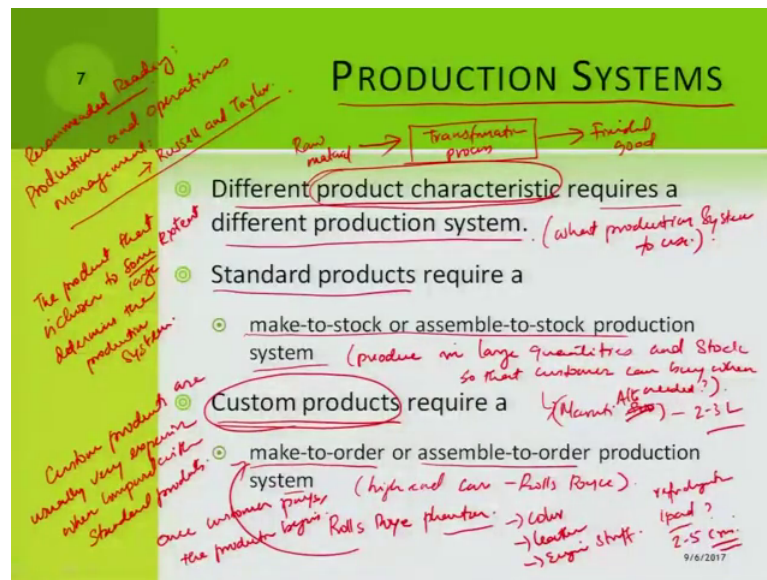 7
PRODUCTION SYSTEMS
Recommended Reading:
Production and operations
management:
→ Russell and Taylor.
Raw
material → Transformation
process → Finished
good
Different product characteristic requires a
different production system. (what production system
to use.)
The product that
is chosen to some extent
large
determines the
production
system.
Standard products require a
make-to-stock or assemble-to-stock production
system (produce in large quantities and stock
so that customer can buy when
needed?).
(Maruti Alto) – 2-3 L
Custom products require a
Custom products are
usually very expensive
when compared with
standard products.
make-to-order or assemble-to-order production
system (high end car – Rolls Royce).
once customer pays,
the production begins.
Rolls Royce phantom.
→ color
→ leather
→ Engine stuff.
refrigerator
Ipad?
2-5 crs.
9/6/2017